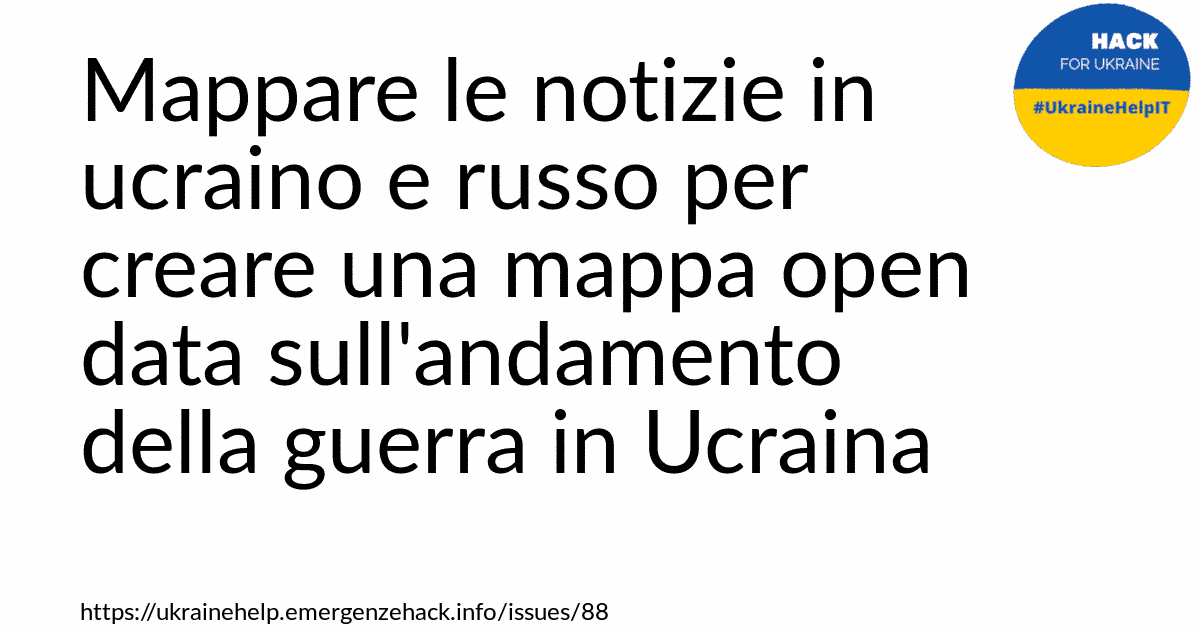 Mappare le notizie in
ucraino e russo per
creare una mappa open
data sull'andamento
della guerra in Ucraina
HACK
FOR UKRAINE
#UkraineHelpIT
https://ukrainehelp.emergenzehack.info/issues/88